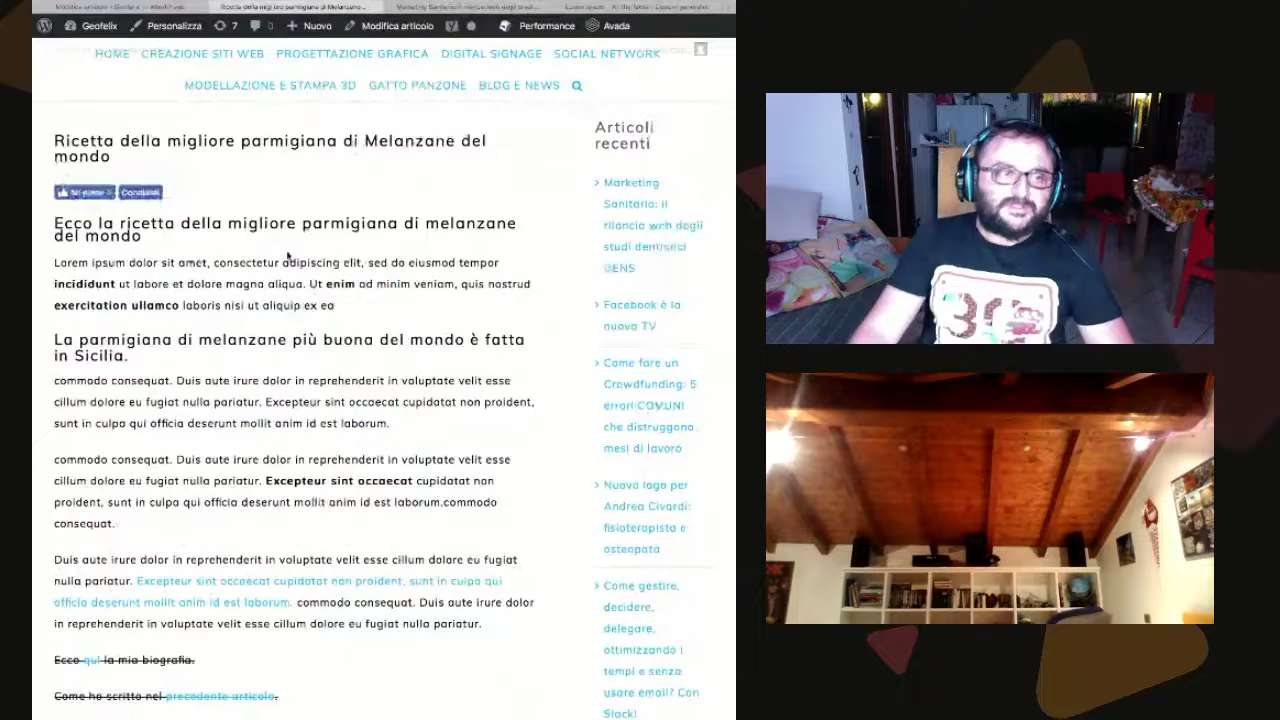 Ricetta della migliore parmigiana di Melanzane...
Geofelix Personalizza 7 0 Nuovo Modifica articolo Performance Avada
HOME CREAZIONE SITI WEB PROGETTAZIONE GRAFICA DIGITAL SIGNAGE SOCIAL NETWORK
MODELLAZIONE E STAMPA 3D GATTO PANZONE BLOG E NEWS
Ricetta della migliore parmigiana di Melanzane del
mondo
Mi piace Condividi
Ecco la ricetta della migliore parmigiana di melanzane
del mondo
Lorem ipsum dolor sit amet, consectetur adipiscing elit, sed do eiusmod tempor
incididunt ut labore et dolore magna aliqua. Ut enim ad minim veniam, quis nostrud
exercitation ullamco laboris nisi ut aliquip ex ea
La parmigiana di melanzane più buona del mondo è fatta
in Sicilia.
commodo consequat. Duis aute irure dolor in reprehenderit in voluptate velit esse
cillum dolore eu fugiat nulla pariatur. Excepteur sint occaecat cupidatat non proident,
sunt in culpa qui officia deserunt mollit anim id est laborum.
commodo consequat. Duis aute irure dolor in reprehenderit in voluptate velit esse
cillum dolore eu fugiat nulla pariatur. Excepteur sint occaecat cupidatat non
proident, sunt in culpa qui officia deserunt mollit anim id est laborum.commodo
consequat.
Duis aute irure dolor in reprehenderit in voluptate velit esse cillum dolore eu fugiat
nulla pariatur. Excepteur sint occaecat cupidatat non proident, sunt in culpa qui
officia deserunt mollit anim id est laborum. commodo consequat. Duis aute irure dolor
in reprehenderit in voluptate velit esse cillum dolore eu fugiat nulla pariatur.
Ecco qui la mia biografia.
Come ho scritto nel precedente articolo.
Articoli
recenti
Marketing
Sanitario: il
rilancio web degli
studi dentistici
DENS
Facebook è la
nuova TV
Come fare un
Crowdfunding: 5
errori COMUNI
che distruggono
mesi di lavoro
Nuovo logo per
Andrea Civardi:
fisioterapista e
osteopata
Come gestire,
decidere,
delegare,
ottimizzando i
tempi e senza
usare email? Con
Slack!